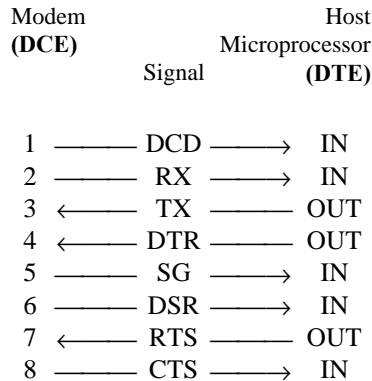 Modem Host
(DCE) Microprocessor
Signal (DTE)
1 ——— DCD ———→ IN
2 ——— RX ———→ IN
3 ←——— TX ——— OUT
4 ←——— DTR ——— OUT
5 ——— SG ———→ IN
6 ——— DSR ———→ IN
7 ←——— RTS ——— OUT
8 ——— CTS ———→ IN